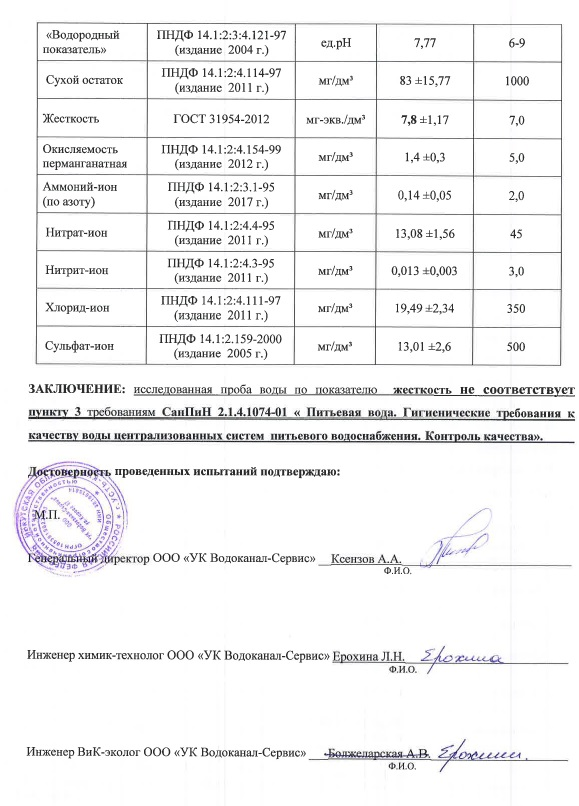 «Водородный показатель» ПНДФ 14.1:2:3:4.121-97 (издание 2004 г.) ед.pH 7,77 6-9
Сухой остаток ПНДФ 14.1:2:4.114-97 (издание 2011 г.) мг/дм³ 83 ±15,77 1000
Жесткость ГОСТ 31954-2012 мг-экв./дм³ 7,8 ±1,17 7,0
Окисляемость перманганатная ПНДФ 14.1:2:4.154-99 (издание 2012 г.) мг/дм³ 1,4 ±0,3 5,0
Аммоний-ион (по азоту) ПНДФ 14.1:2:3.1-95 (издание 2017 г.) мг/дм³ 0,14 ±0,05 2,0
Нитрат-ион ПНДФ 14.1:2:4.4-95 (издание 2011 г.) мг/дм³ 13,08 ±1,56 45
Нитрит-ион ПНДФ 14.1:2:4.3-95 (издание 2011 г.) мг/дм³ 0,013 ±0,003 3,0
Хлорид-ион ПНДФ 14.1:2:4.111-97 (издание 2011 г.) мг/дм³ 19,49 ±2,34 350
Сульфат-ион ПНДФ 14.1:2.159-2000 (издание 2005 г.) мг/дм³ 13,01 ±2,6 500
ЗАКЛЮЧЕНИЕ: исследованная проба воды по показателю жесткость не соответствует
пункту 3 требованиям СанПиН 2.1.4.1074-01 « Питьевая вода. Гигиенические требования к
качеству воды централизованных систем питьевого водоснабжения. Контроль качества».
Достоверность проведенных испытаний подтверждаю:
М.П.
Генеральный директор ООО «УК Водоканал-Сервис» Ксензов А.А.
Ф.И.О.
Инженер химик-технолог ООО «УК Водоканал-Сервис» Ерохина Л.Н. Ерохина
Ф.И.О.
Инженер ВиК-эколог ООО «УК Водоканал-Сервис» Болжеларская А.В.
Ф.И.О.